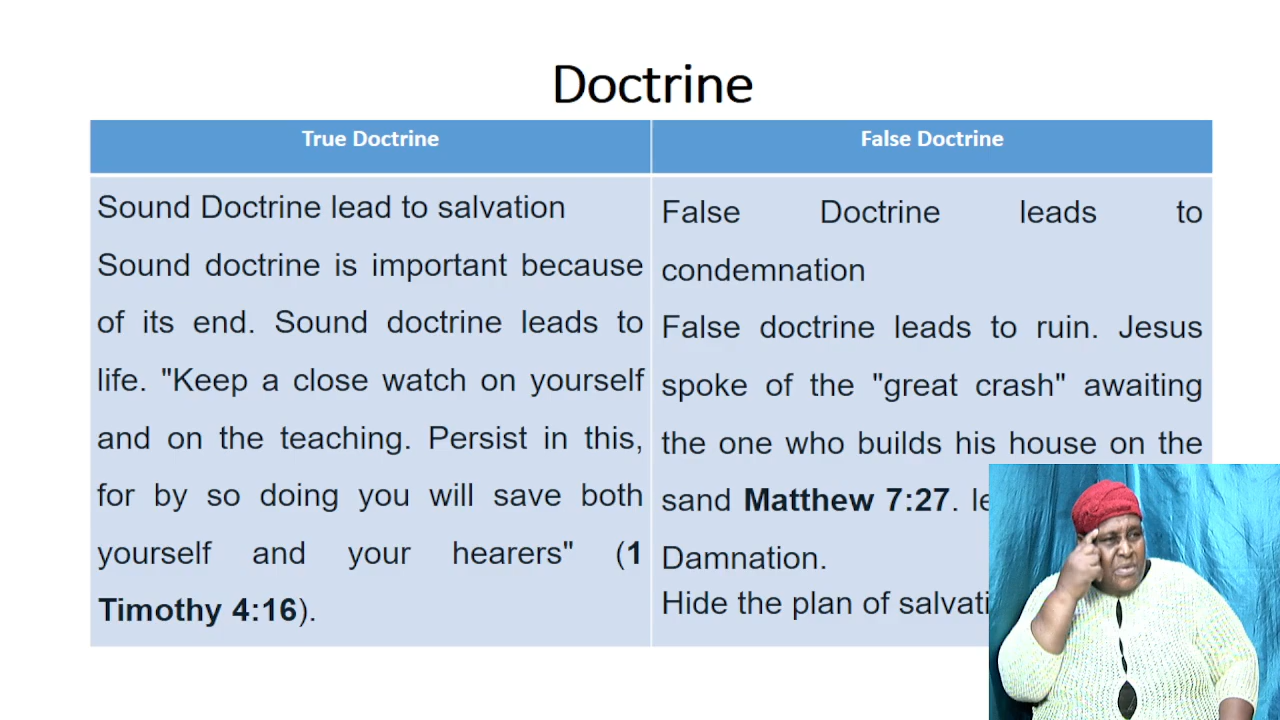 Doctrine
True Doctrine
False Doctrine
Sound Doctrine lead to salvation
Sound doctrine is important because
of its end. Sound doctrine leads to
life. "Keep a close watch on yourself
and on the teaching. Persist in this,
for by so doing you will save both
yourself and your hearers" (1
Timothy 4:16).
False Doctrine leads to
condemnation
False doctrine leads to ruin. Jesus
spoke of the "great crash" awaiting
the one who builds his house on the
sand Matthew 7:27.
Damnation.
Hide the plan of